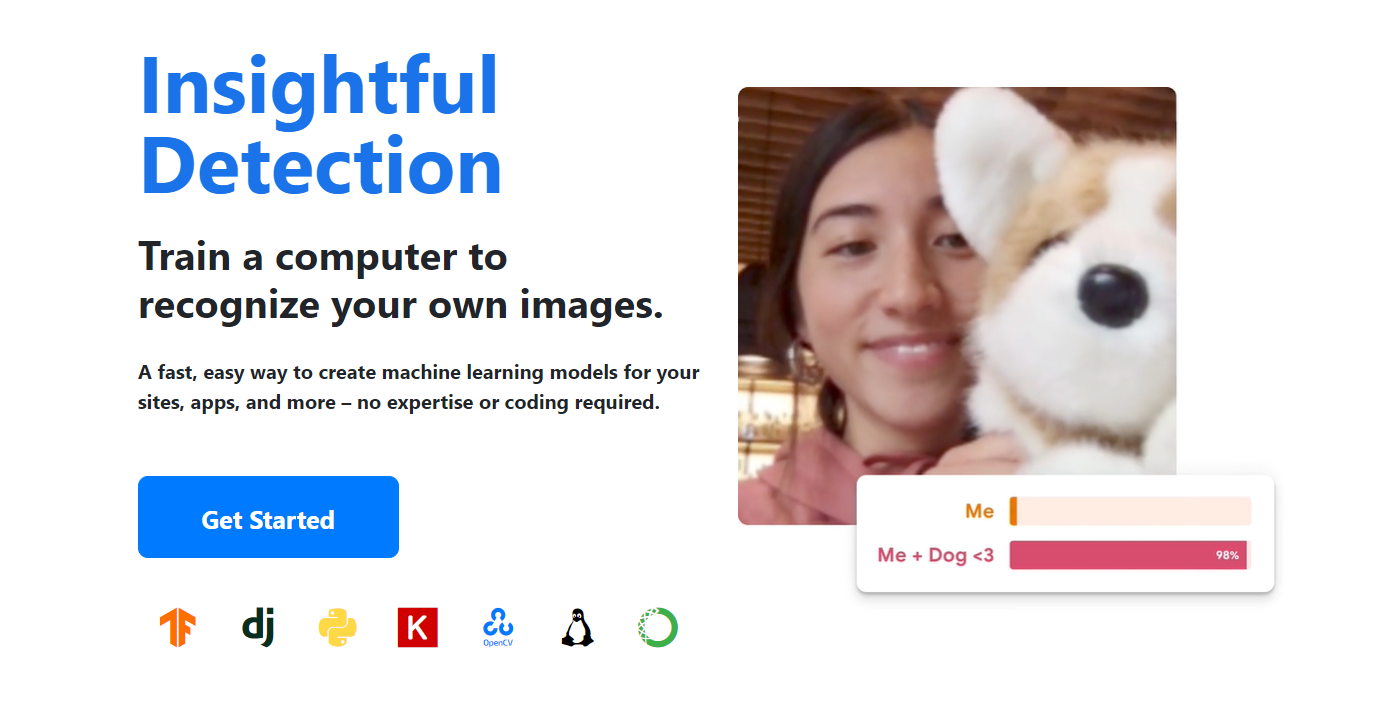 Insightful
Detection
Train a computer to
recognize your own images.
A fast, easy way to create machine learning models for your
sites, apps, and more – no expertise or coding required.
Get Started
Me
Me + Dog <3
98%
dj
K
OpenCV